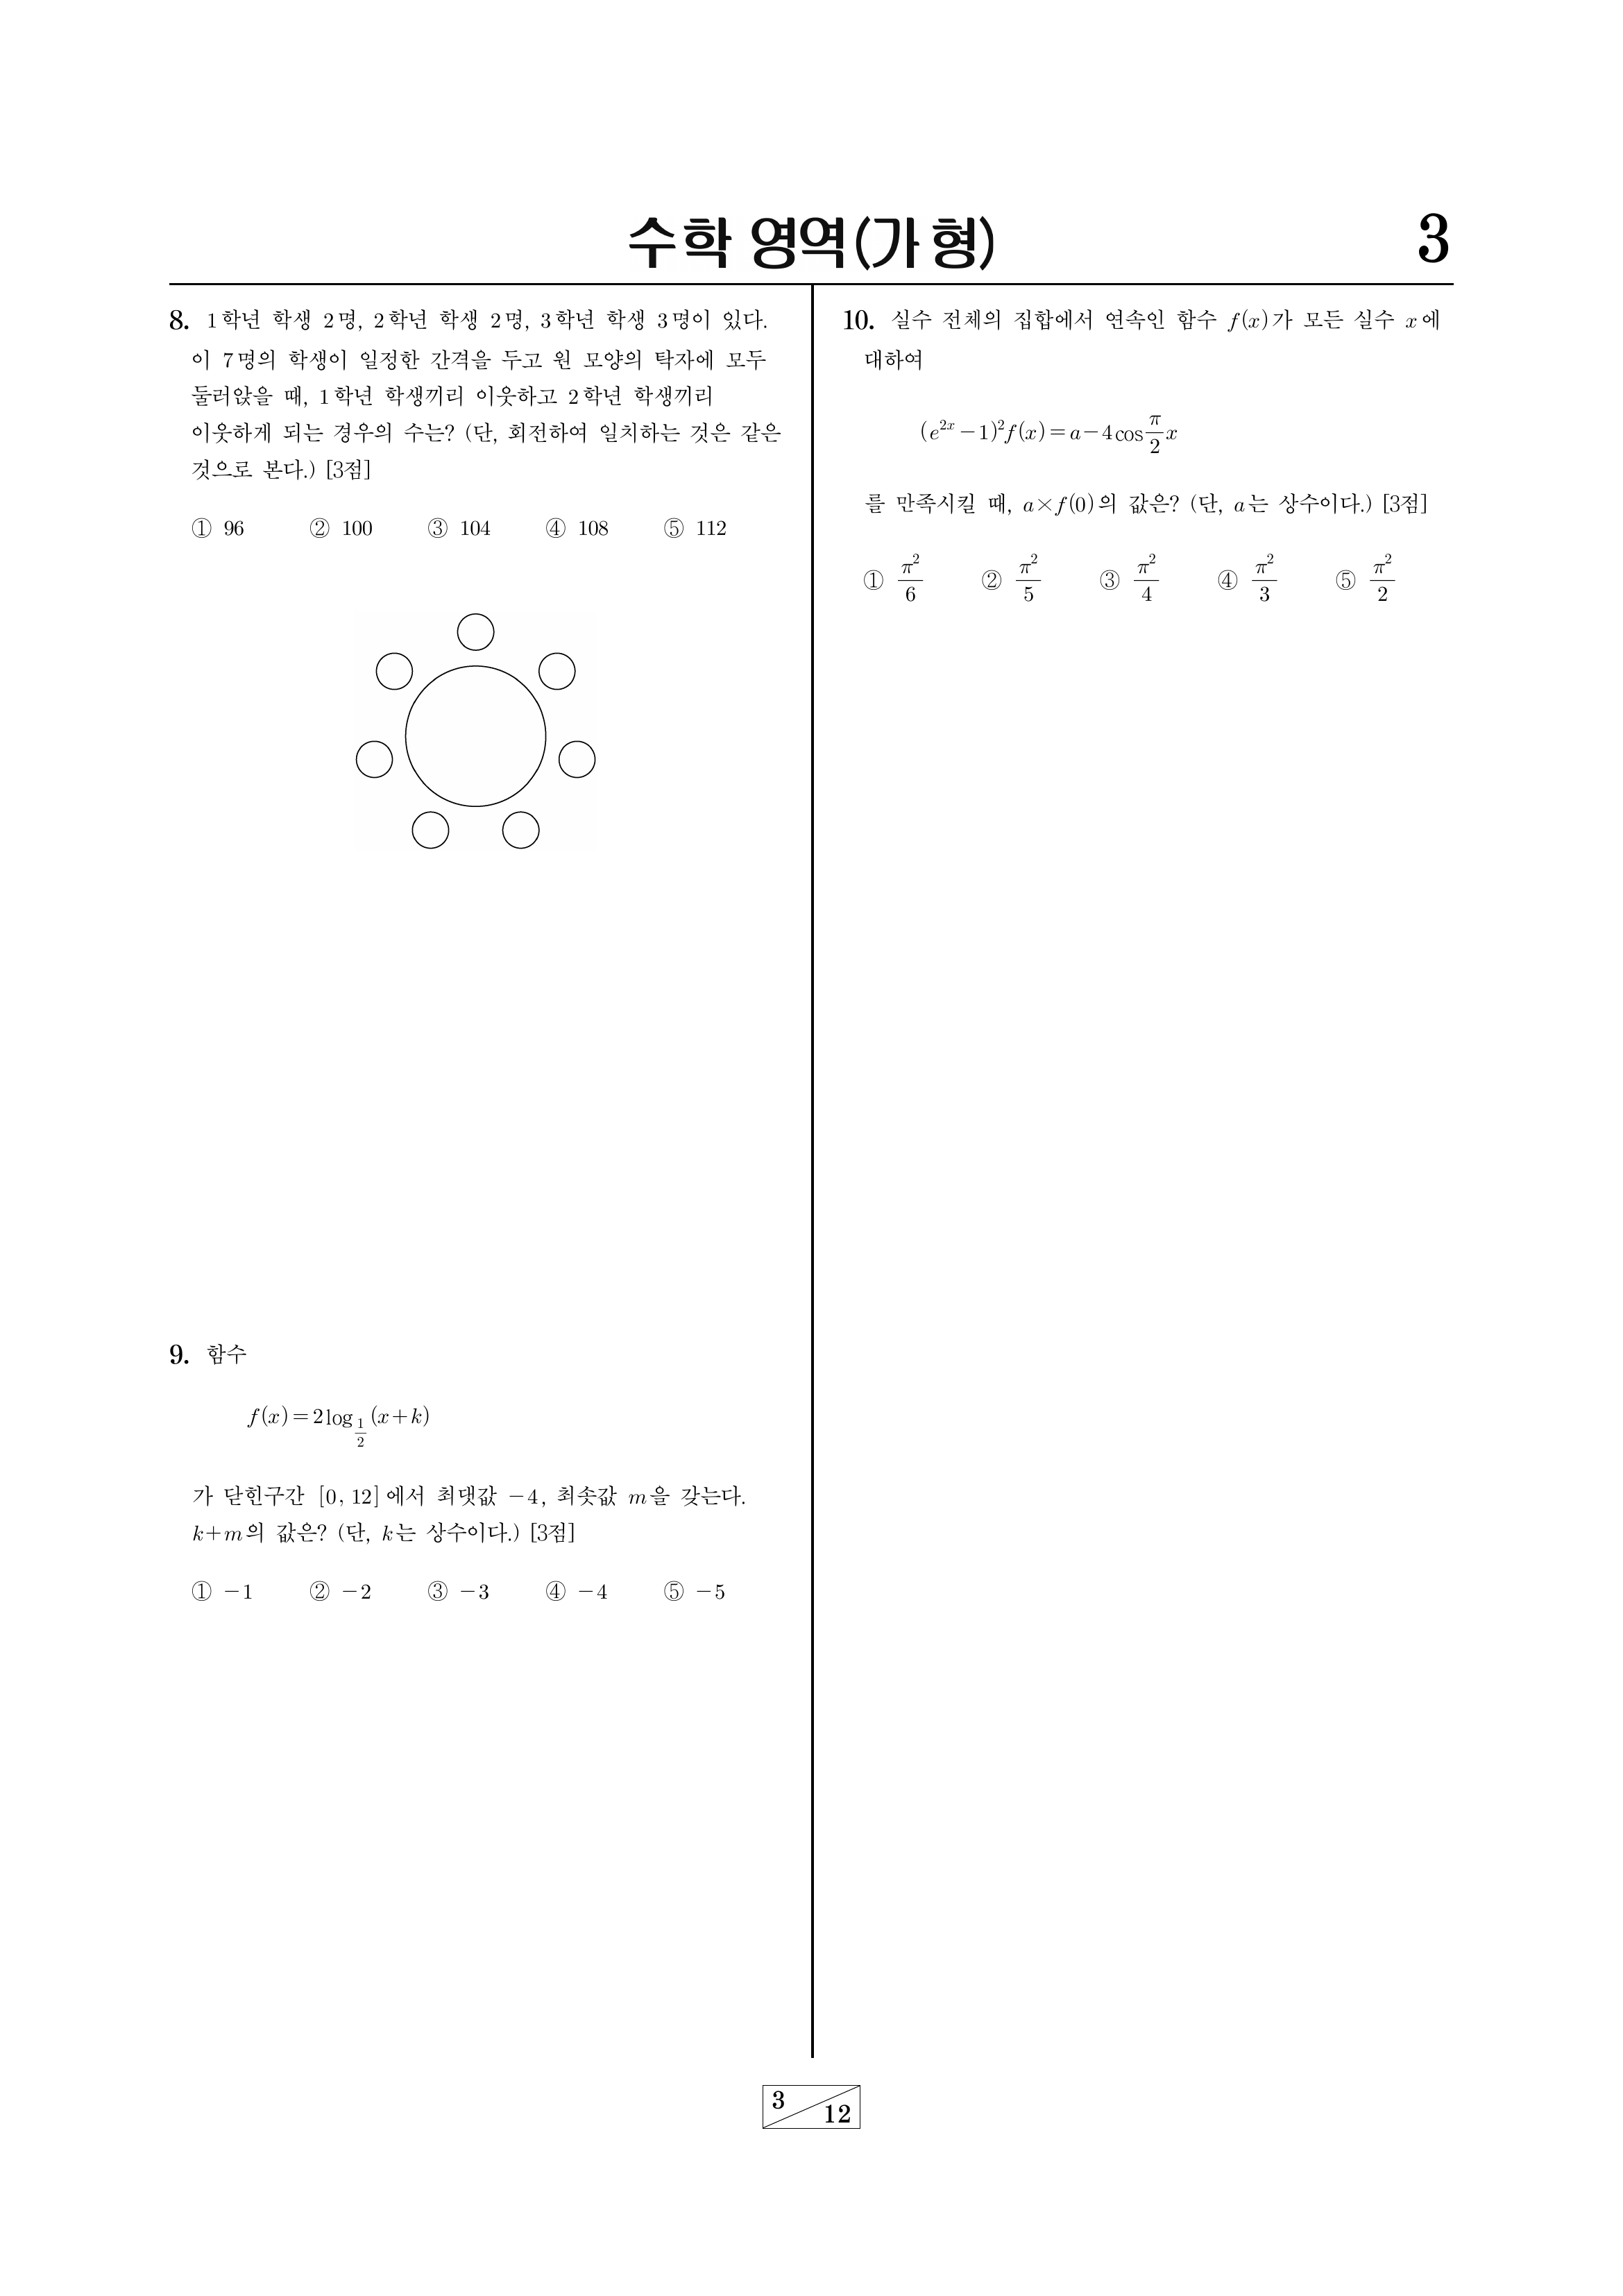 수학 영역(가 형)
3
8. 1학년 학생 2명, 2학년 학생 2명, 3학년 학생 3명이 있다.
이 7명의 학생이 일정한 간격을 두고 원 모양의 탁자에 모두
둘러앉을 때, 1학년 학생끼리 이웃하고 2학년 학생끼리
이웃하게 되는 경우의 수는? (단, 회전하여 일치하는 것은 같은
것으로 본다.) [3점]
① 96 ② 100 ③ 104 ④ 108 ⑤ 112
9. 함수
f(x)=2log_{1/2}(x+k)
가 닫힌구간 [0, 12]에서 최댓값 -4, 최솟값 m을 갖는다.
k+m의 값은? (단, k는 상수이다.) [3점]
① -1 ② -2 ③ -3 ④ -4 ⑤ -5
10. 실수 전체의 집합에서 연속인 함수 f(x)가 모든 실수 x에
대하여
(e^{2x}-1)^2 f(x)=a-4cos\frac{π}{2}x
를 만족시킬 때, a×f(0)의 값은? (단, a는 상수이다.) [3점]
① \frac{π^2}{6} ② \frac{π^2}{5} ③ \frac{π^2}{4} ④ \frac{π^2}{3} ⑤ \frac{π^2}{2}
3
12